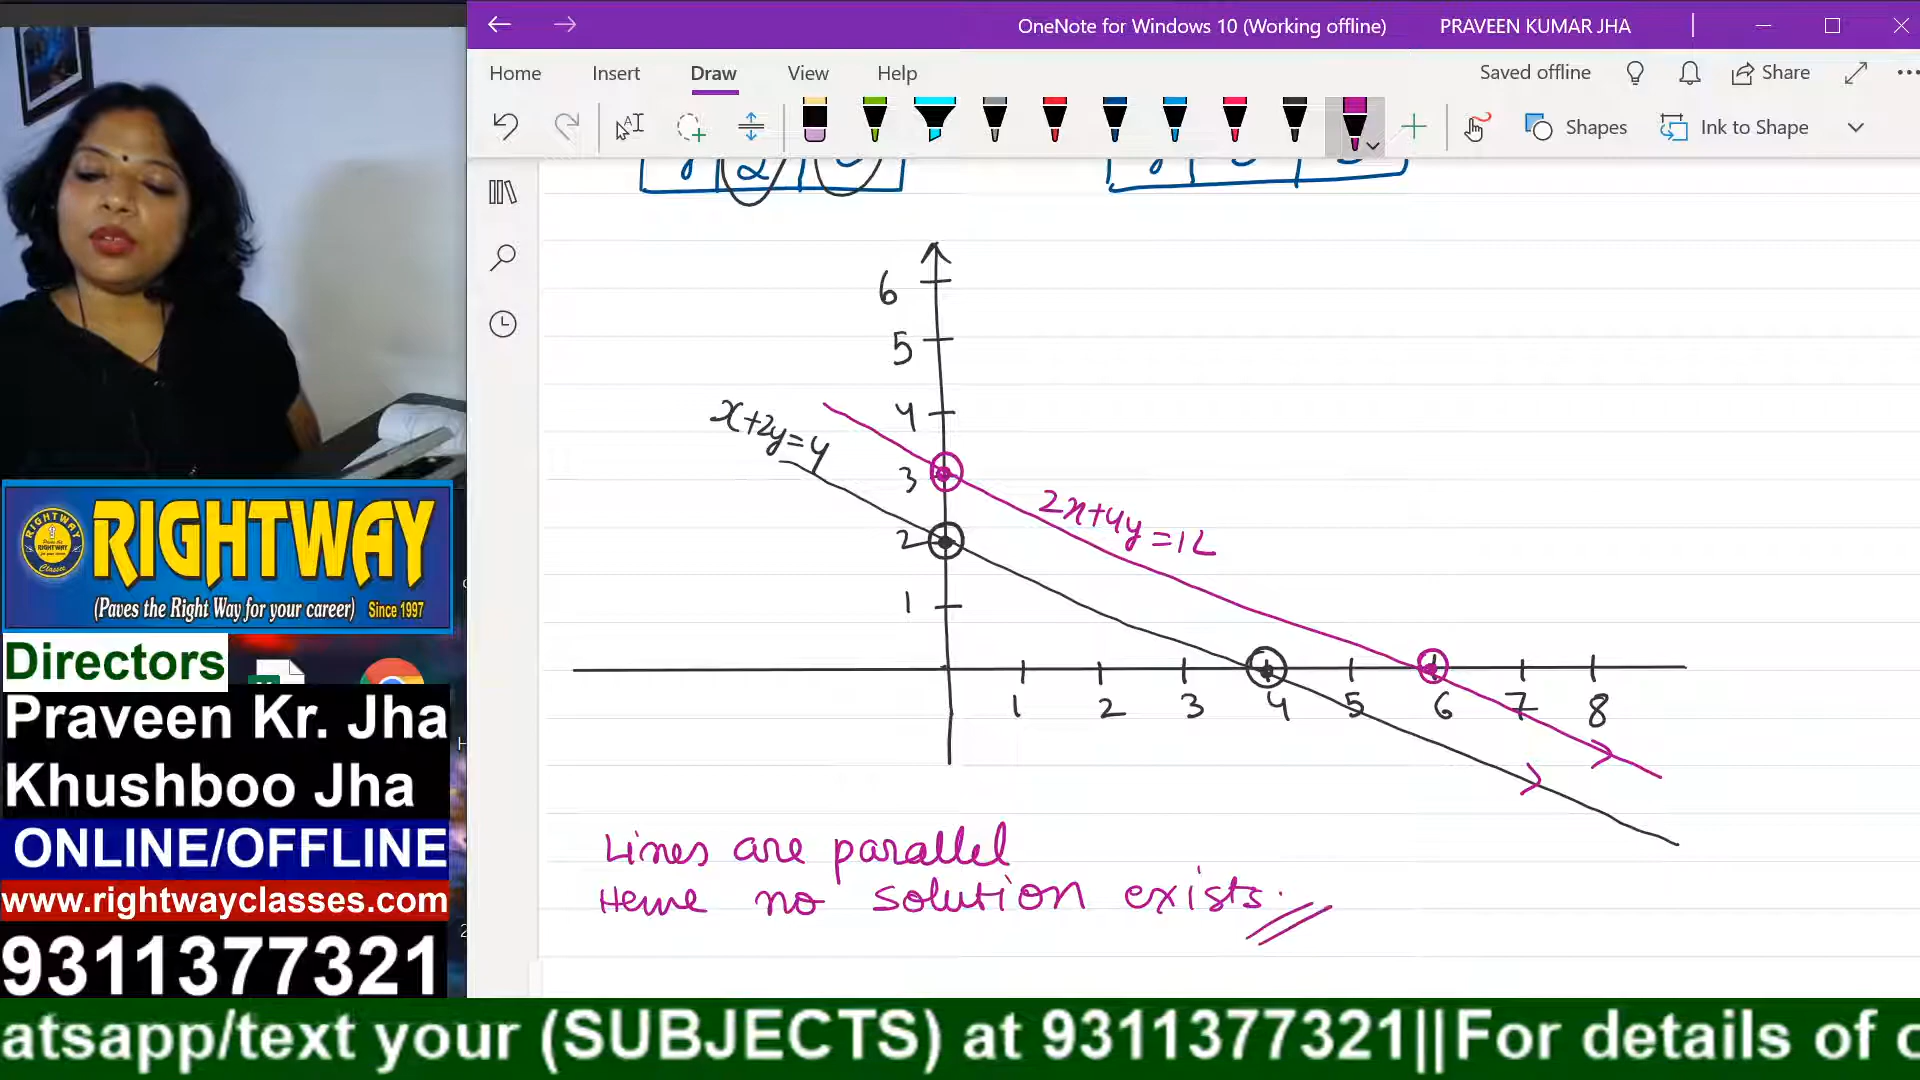 OneNote for Windows 10 (Working offline)
PRAVEEN KUMAR JHA
Home
Insert
Draw
View
Help
Saved offline
Share
Shapes
Ink to Shape
y 2
y
6
5
4
3
2
1
x+2y=4
2x+4y=12
1 2 3 4 5 6 7 8
Lines are parallel
Hence no solution exists.
RIGHTWAY
(Paves the Right Way for your career)
Since 1997
Directors
Praveen Kr. Jha
Khushboo Jha
ONLINE/OFFLINE
www.rightwayclasses.com
9311377321
atsapp/text your (SUBJECTS) at 9311377321||For details of c